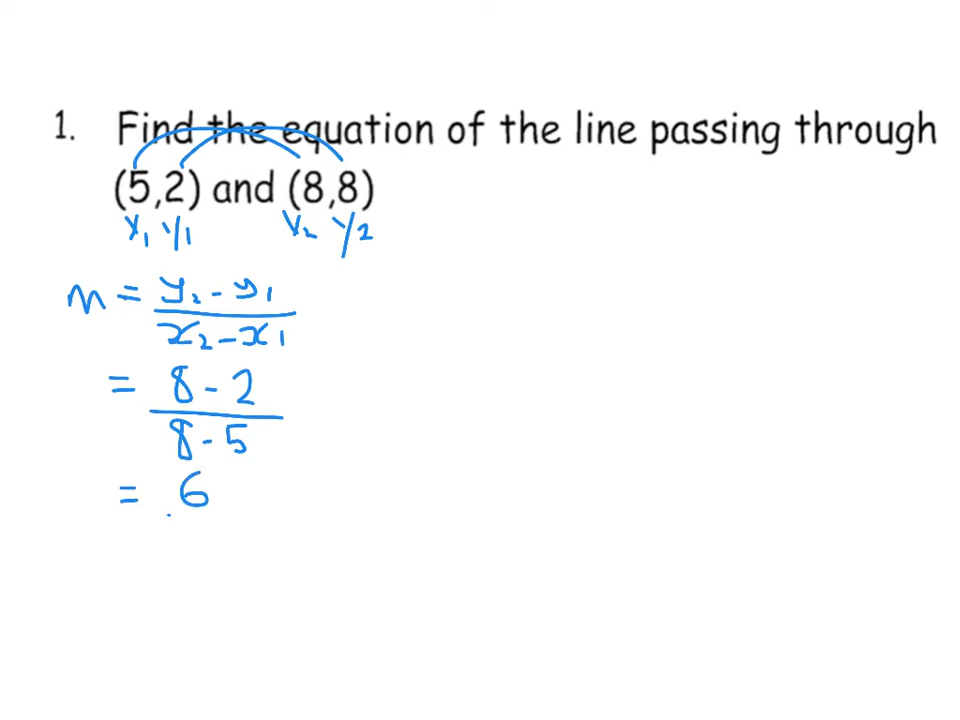 1. Find the equation of the line passing through
(5,2) and (8,8)
x₁ y₁ x₂ y₂
m = y₂ - y₁
x₂ - x₁
= 8 - 2
8 - 5
= 6